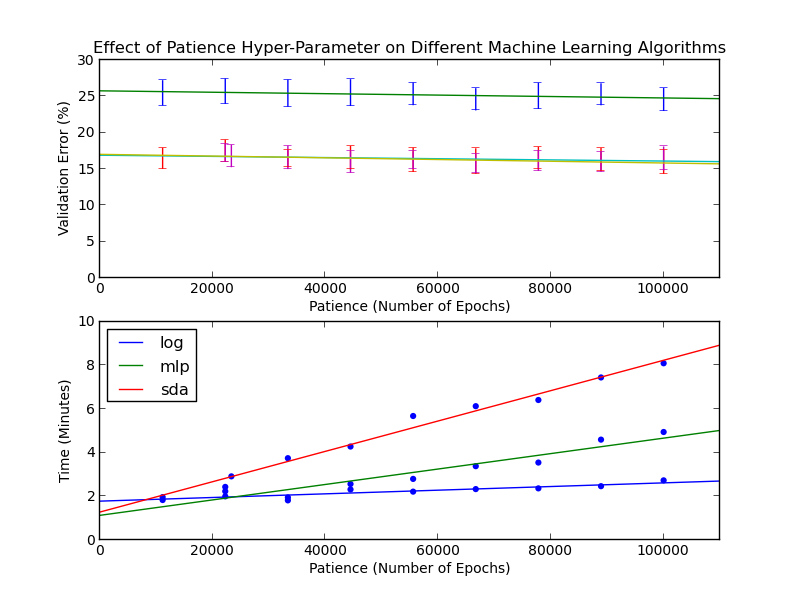 Effect of Patience Hyper-Parameter on Different Machine Learning Algorithms
30
25
20
15
10
5
0
Validation Error (%)
0 20000 40000 60000 80000 100000
Patience (Number of Epochs)
10
8
6
4
2
0
Time (Minutes)
log
mlp
sda
0 20000 40000 60000 80000 100000
Patience (Number of Epochs)